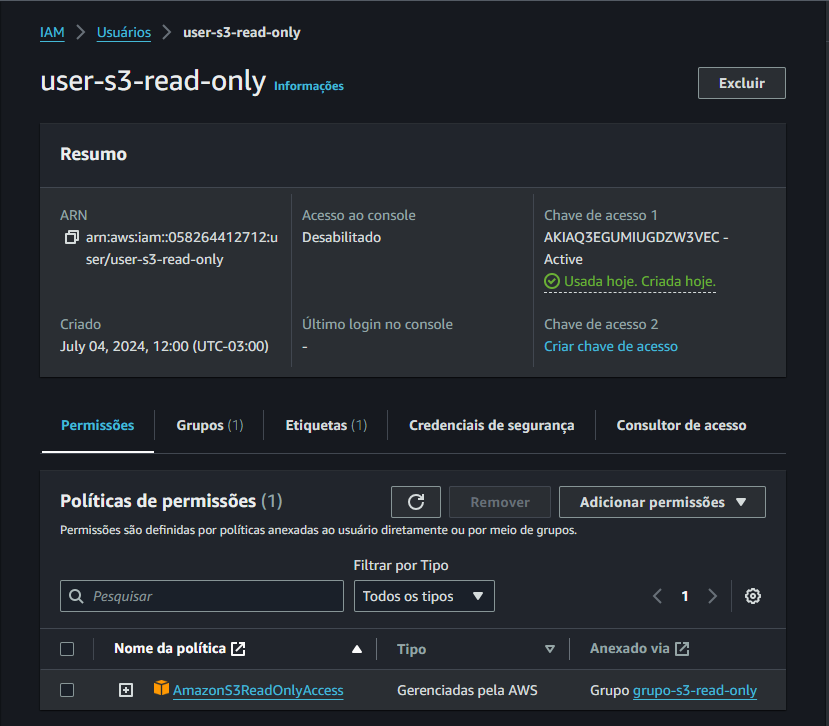 IAM > Usuários > user-s3-read-only
user-s3-read-only Informações
Excluir
Resumo
ARN
arn:aws:iam::058264412712:u
ser/user-s3-read-only
Criado
July 04, 2024, 12:00 (UTC-03:00)
Acesso ao console
Desabilitado
Último login no console
-
Chave de acesso 1
AKIAQ3EGUMIUGDZW3VEC -
Active
Usada hoje. Criada hoje.
Chave de acesso 2
Criar chave de acesso
Permissões Grupos (1) Etiquetas (1) Credenciais de segurança Consultor de acesso
Políticas de permissões (1)
Remover
Adicionar permissões
Permissões são definidas por políticas anexadas ao usuário diretamente ou por meio de grupos.
Filtrar por Tipo
Pesquisar
Todos os tipos
1
Nome da política Tipo Anexado via
AmazonS3ReadOnlyAccess Gerenciadas pela AWS Grupo grupo-s3-read-only